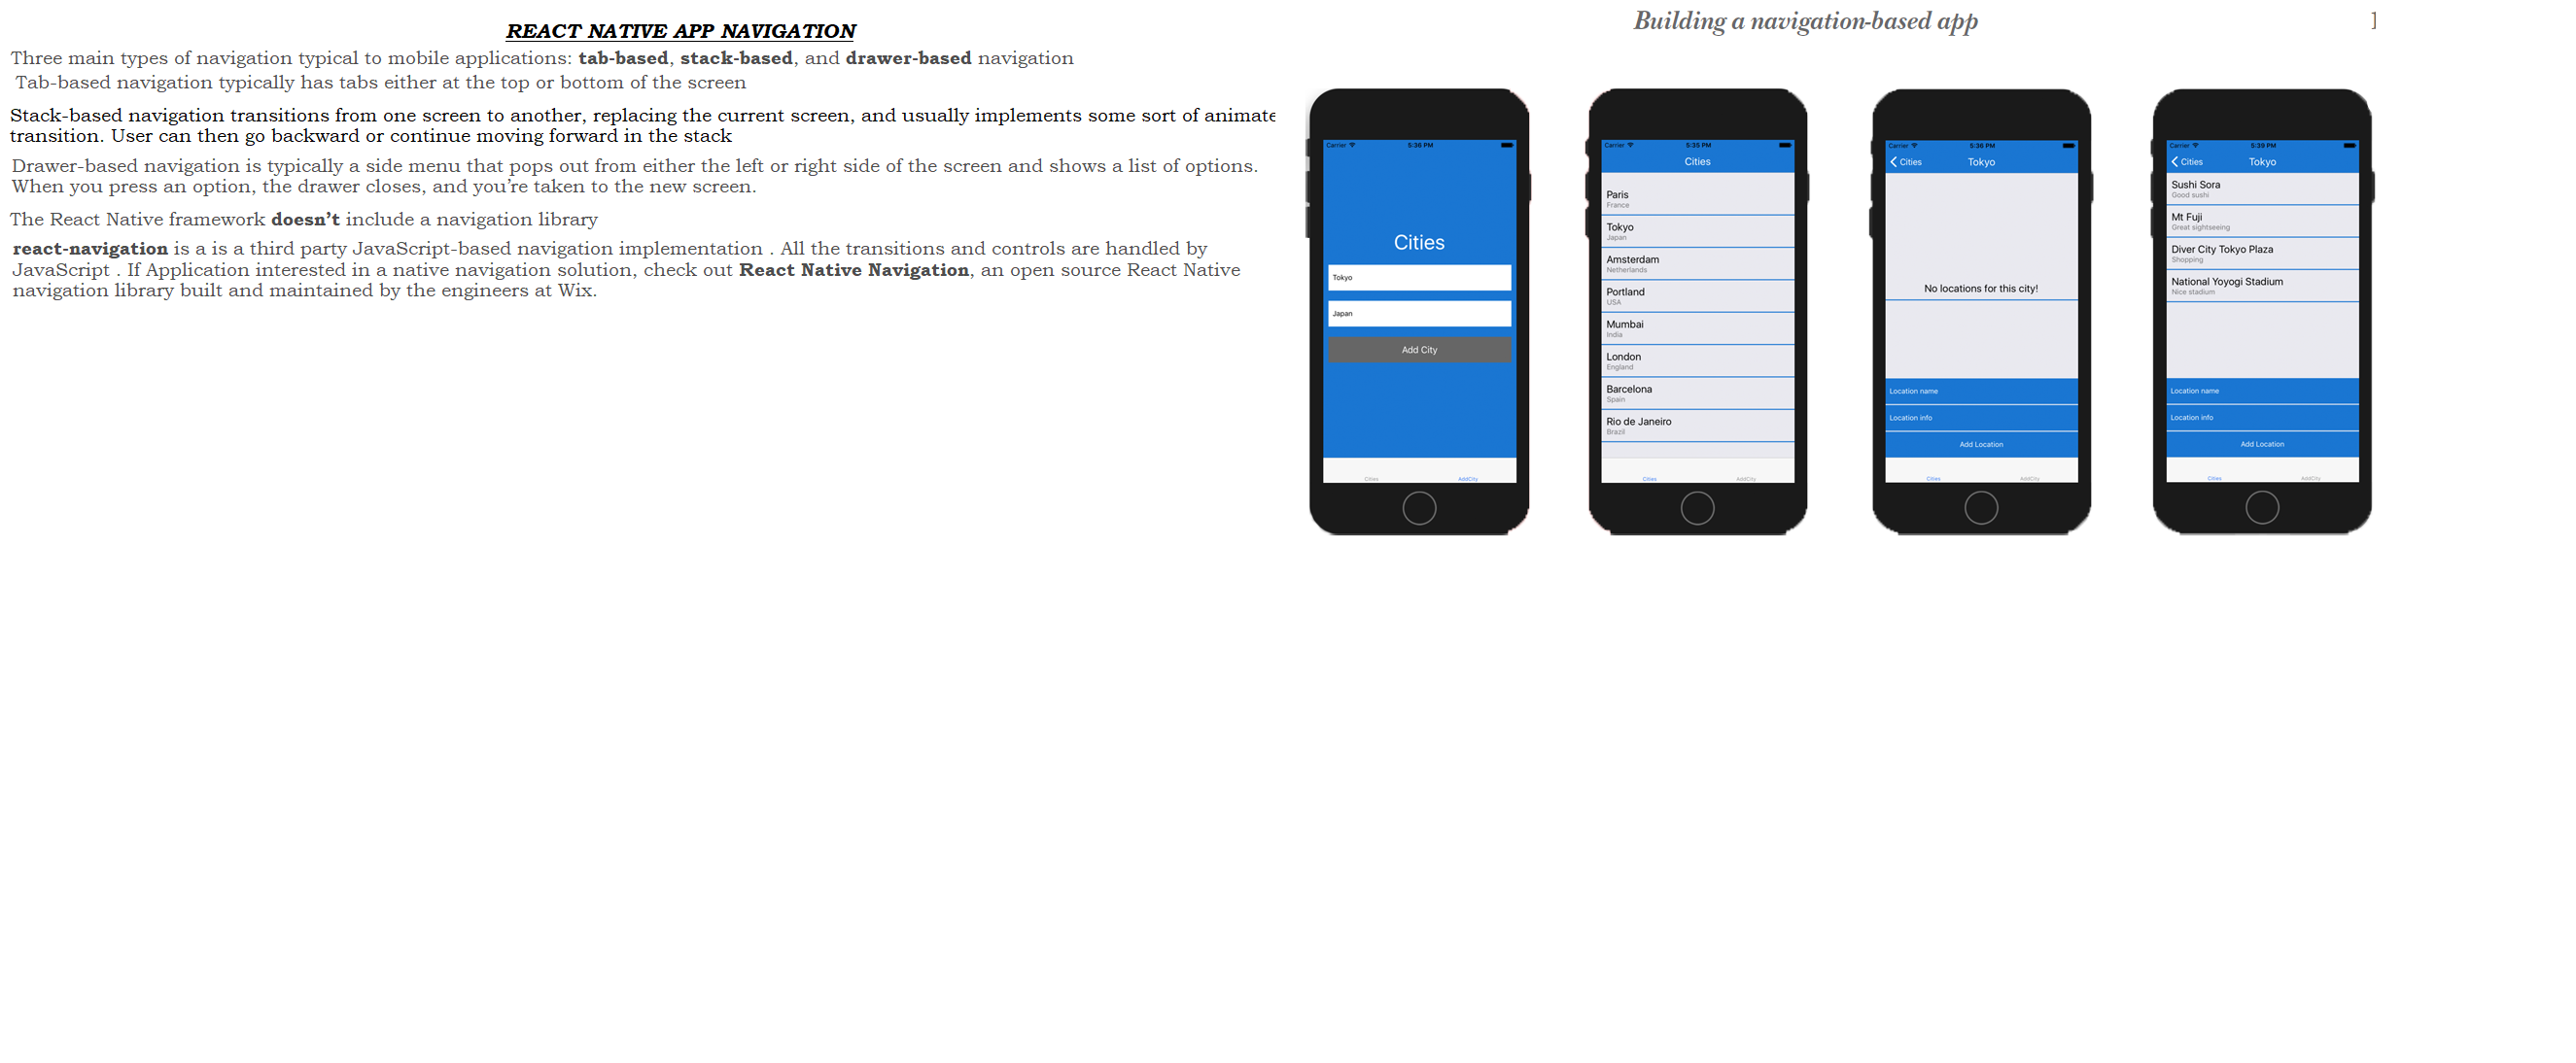 REACT NATIVE APP NAVIGATION
Three main types of navigation typical to mobile applications: tab-based, stack-based, and drawer-based navigation
Tab-based navigation typically has tabs either at the top or bottom of the screen
Stack-based navigation transitions from one screen to another, replacing the current screen, and usually implements some sort of animate
transition. User can then go backward or continue moving forward in the stack
Drawer-based navigation is typically a side menu that pops out from either the left or right side of the screen and shows a list of options.
When you press an option, the drawer closes, and you're taken to the new screen.
The React Native framework doesn't include a navigation library
react-navigation is a is a third party JavaScript-based navigation implementation . All the transitions and controls are handled by
JavaScript . If Application interested in a native navigation solution, check out React Native Navigation, an open source React Native
navigation library built and maintained by the engineers at Wix.
Building a navigation-based app
1
Carrier 5:36 PM
Cities
Tokyo
Japan
Add City
Cities AddCity
Carrier 5:35 PM
Cities
Paris
France
Tokyo
Japan
Amsterdam
Netherlands
Portland
USA
Mumbai
India
London
England
Barcelona
Spain
Rio de Janeiro
Brazil
Cities AddCity
Carrier 5:36 PM
Cities Tokyo
No locations for this city!
Location name
Location info
Add Location
Cities AddCity
Carrier 5:39 PM
Cities Tokyo
Sushi Sora
Good sushi
Mt Fuji
Great sightseeing
Diver City Tokyo Plaza
Shopping
National Yoyogi Stadium
Nice stadium
Location name
Location info
Add Location
Cities AddCity